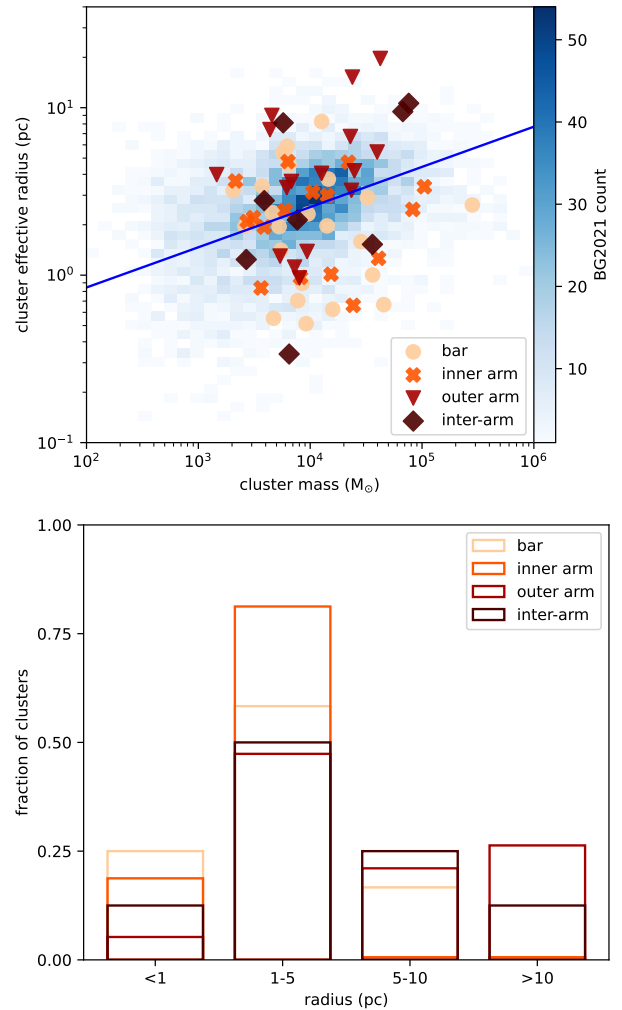 cluster effective radius (pc)
10¹
10⁰
10⁻¹
10²
10³
10⁴
10⁵
10⁶
cluster mass (M☉)
bar
inner arm
outer arm
inter-arm
50
40
30
20
10
BG2021 count
fraction of clusters
1.00
0.75
0.50
0.25
0.00
bar
inner arm
outer arm
inter-arm
<1
1-5
5-10
>10
radius (pc)